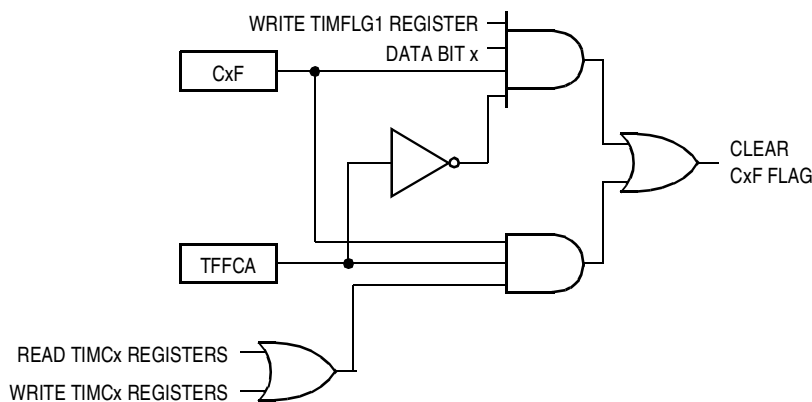 WRITE TIMFLG1 REGISTER
DATA BIT x
CxF
CLEAR
CxF FLAG
TFFCA
READ TIMCx REGISTERS
WRITE TIMCx REGISTERS